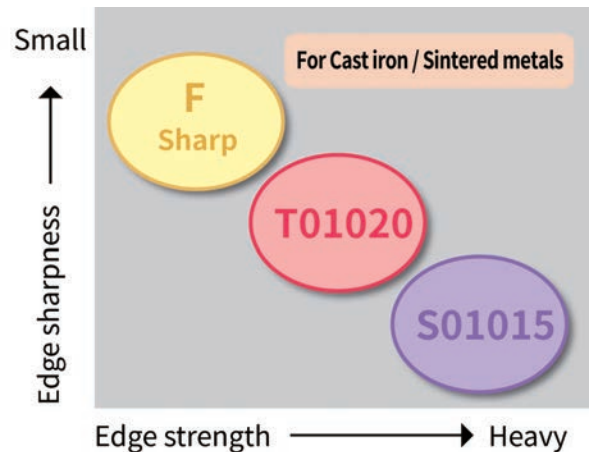 Small
For Cast iron / Sintered metals
F
Sharp
T01020
S01015
Edge sharpness
Edge strength
Heavy